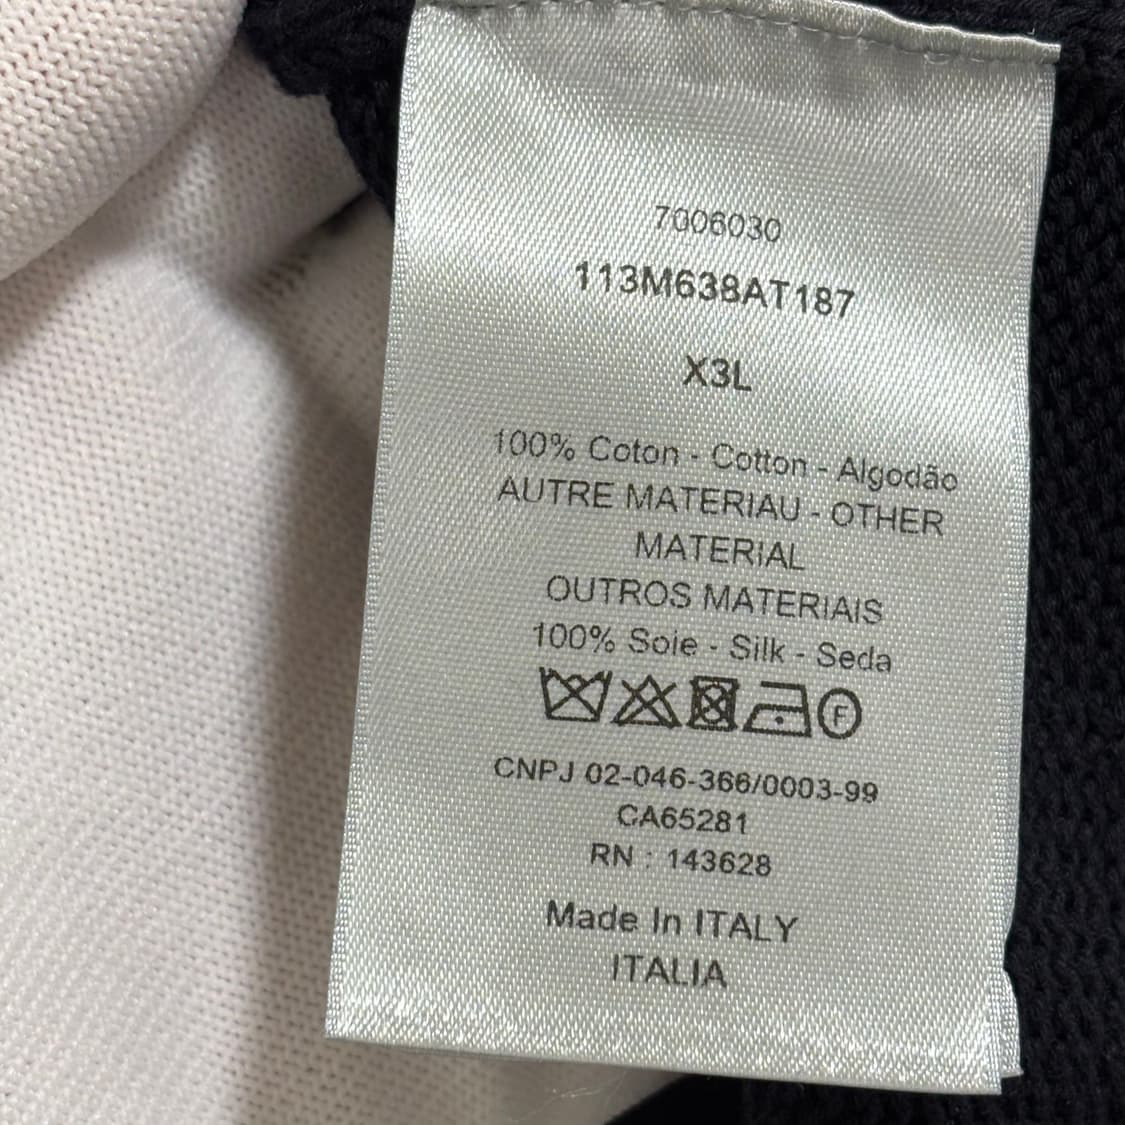 7006030
113M638AT187
X3L
100% Coton - Cotton - Algodão
AUTRE MATERIAU - OTHER
MATERIAL
OUTROS MATERIAIS
100% Soie - Silk - Seda
F
CNPJ 02-046-366/0003-99
CA65281
RN : 143628
Made In ITALY
ITALIA